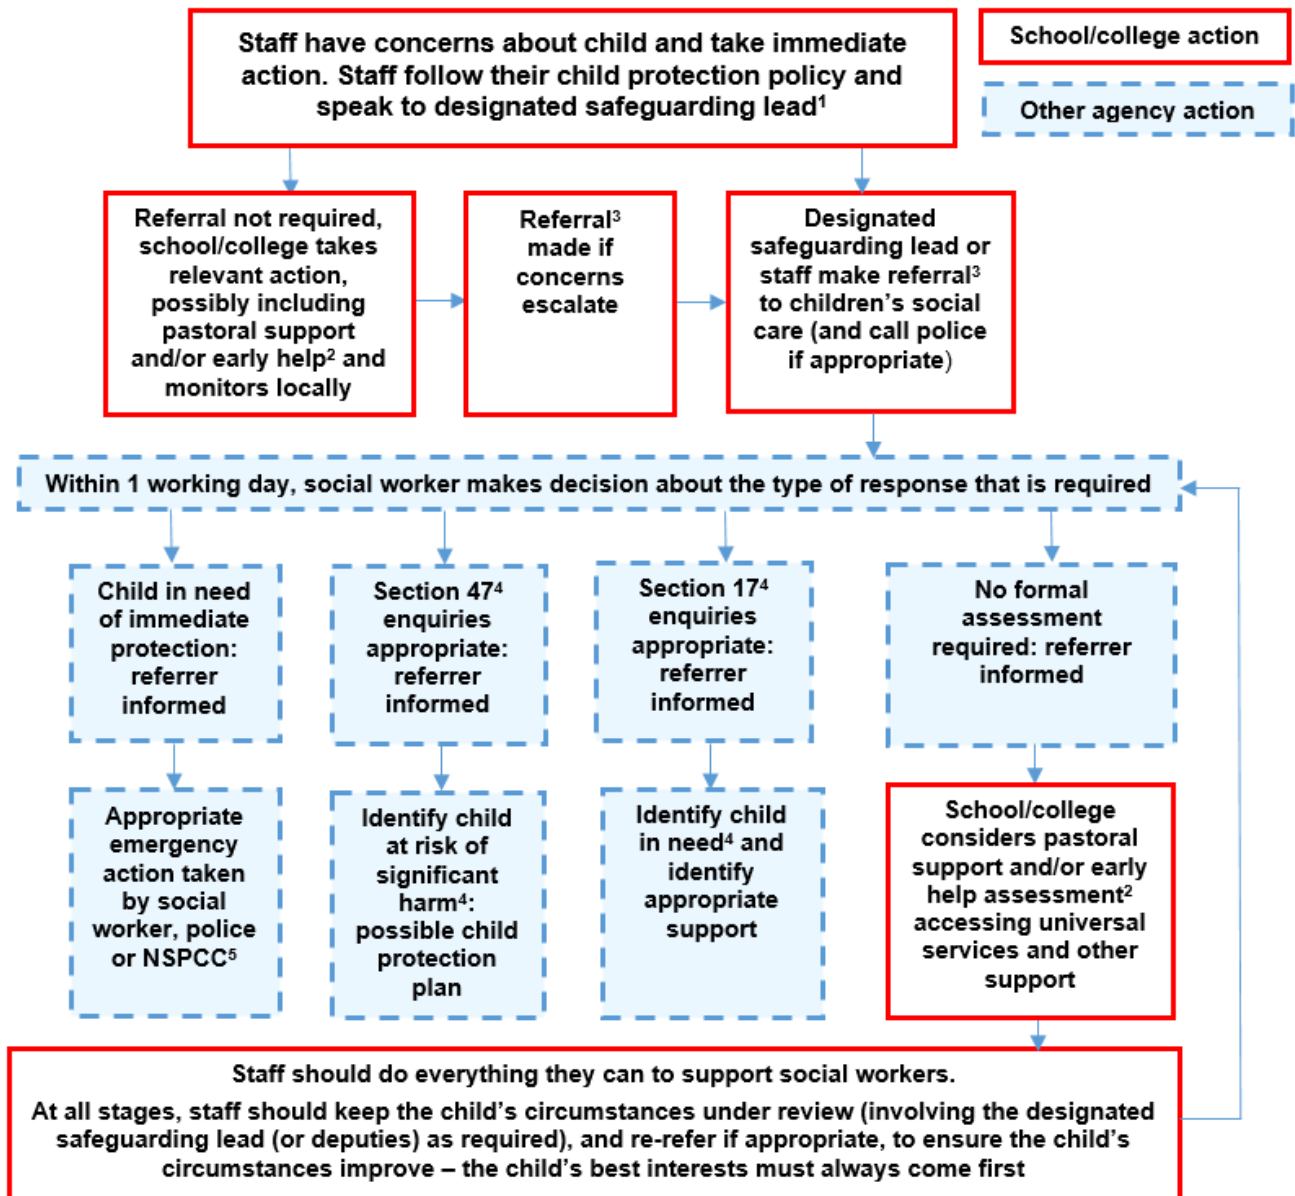 Staff have concerns about child and take immediate
action. Staff follow their child protection policy and
speak to designated safeguarding lead¹
School/college action
Other agency action
Referral not required,
school/college takes
relevant action,
possibly including
pastoral support
and/or early help² and
monitors locally
Referral³
made if
concerns
escalate
Designated
safeguarding lead or
staff make referral³
to children’s social
care (and call police
if appropriate)
Within 1 working day, social worker makes decision about the type of response that is required
Child in need
of immediate
protection:
referrer
informed
Section 47⁴
enquiries
appropriate:
referrer
informed
Section 17⁴
enquiries
appropriate:
referrer
informed
No formal
assessment
required: referrer
informed
Appropriate
emergency
action taken
by social
worker, police
or NSPCC⁵
Identify child
at risk of
significant
harm⁴:
possible child
protection
plan
Identify child
in need⁴ and
identify
appropriate
support
School/college
considers pastoral
support and/or early
help assessment²
accessing universal
services and other
support
Staff should do everything they can to support social workers.
At all stages, staff should keep the child’s circumstances under review (involving the designated
safeguarding lead (or deputies) as required), and re-refer if appropriate, to ensure the child’s
circumstances improve – the child’s best interests must always come first